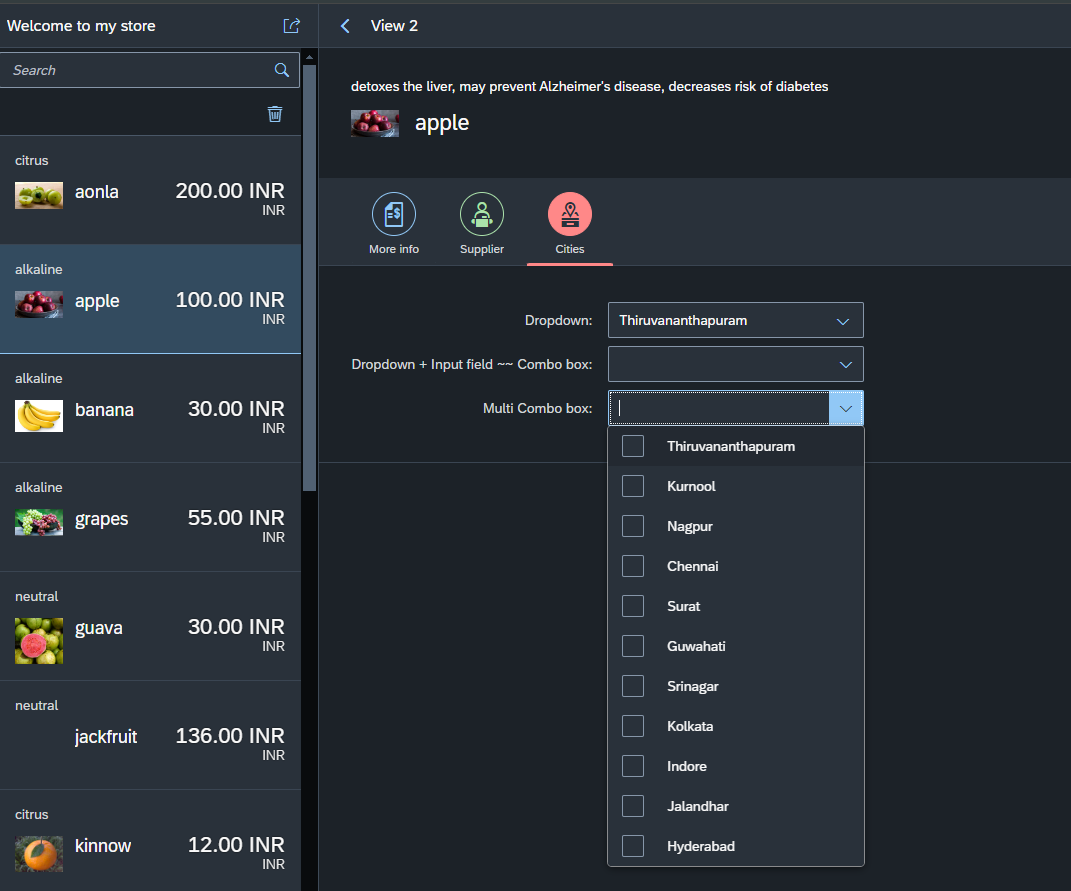 Welcome to my store
Search
citrus
aonla
200.00 INR
INR
alkaline
apple
100.00 INR
INR
alkaline
banana
30.00 INR
INR
alkaline
grapes
55.00 INR
INR
neutral
guava
30.00 INR
INR
neutral
jackfruit
136.00 INR
INR
citrus
kinnow
12.00 INR
INR
View 2
detoxes the liver, may prevent Alzheimer's disease, decreases risk of diabetes
apple
More info
Supplier
Cities
Dropdown:
Thiruvananthapuram
Dropdown + Input field ~~ Combo box:
Multi Combo box:
Thiruvananthapuram
Kurnool
Nagpur
Chennai
Surat
Guwahati
Srinagar
Kolkata
Indore
Jalandhar
Hyderabad